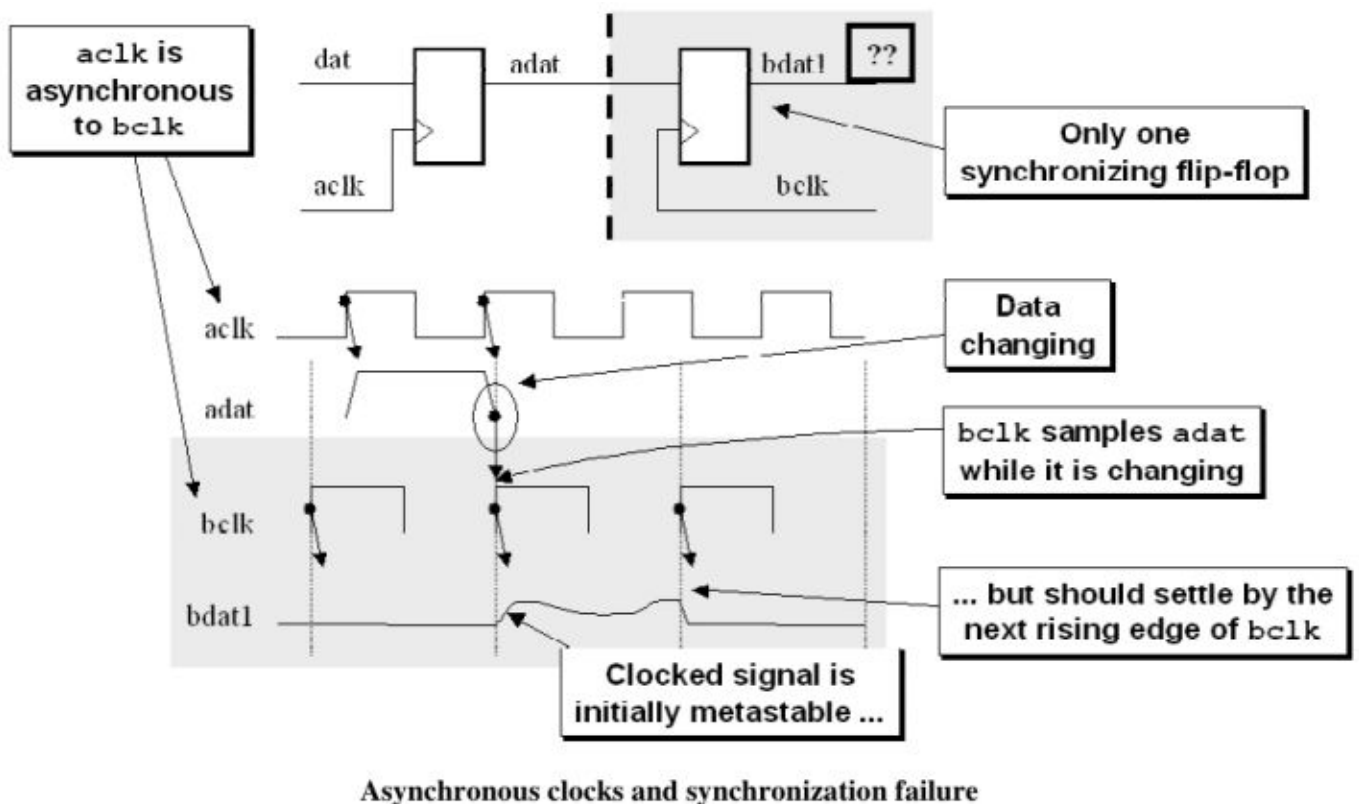 aclk is
asynchronous
to bclk
dat
adat
bdat1
??
aclk
bclk
Only one
synchronizing flip-flop
aclk
Data
changing
adat
bclk samples adat
while it is changing
bclk
bdat1
... but should settle by the
next rising edge of bclk
Clocked signal is
initially metastable ...
Asynchronous clocks and synchronization failure